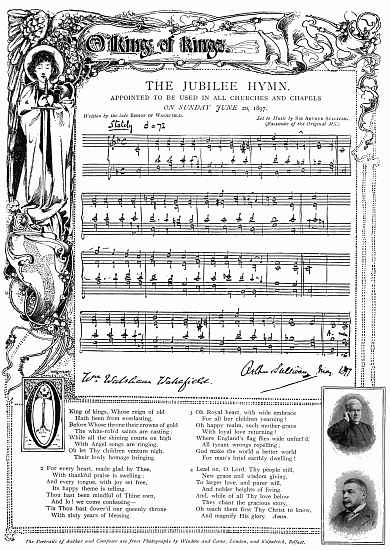 O King of Kings.
THE JUBILEE HYMN.
APPOINTED TO BE USED IN ALL CHURCHES AND CHAPELS
ON SUNDAY JUNE 20, 1897.
Written by the late BISHOP OF WAKEFIELD.
Set to Music by SIR ARTHUR SULLIVAN.
(Facsimile of the Original MS.)
Stately = 72
Wm Walsham Wakefield.
Arthur Sullivan 1897
King of kings, Whose reign of old
Hath been from everlasting,
Before Whose throne their crowns of gold
The white-rob'd saints are casting;
While all the shining courts on high
With Angel songs are ringing,
Oh let Thy children venture nigh,
Their lowly homage bringing.
2 For every heart, made glad by Thee,
With thankful praise is swelling;
And every tongue, with joy set free,
Its happy theme is telling.
Thou hast been mindful of Thine own,
And lo! we come confessing—
'Tis Thou hast dower'd our queenly throne
With sixty years of blessing.
3 Oh Royal heart, with wide embrace
For all her children yearning!
Oh happy realm, such mother-grace
With loyal love returning!
Where England's flag flies wide unfurl'd
All tyrant wrongs repelling;
God make the world a better world
For man's brief earthly dwelling!
4 Lead on, O Lord, Thy people still,
New grace and wisdom giving,
To larger love, and purer will,
And nobler heights of living.
And, while of all Thy love below
They chant the gracious story,
Oh teach them first Thy Christ to know,
And magnify His glory. Amen.
The Portraits of Author and Composer are from Photographs by Window and Grove, London, and Kilpatrick, Belfast.